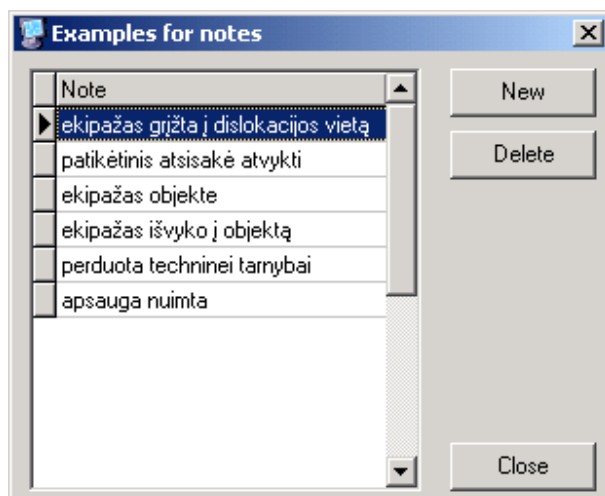 Examples for notes
Note
ekipažas grįžta į dislokacijos vietą
patikėtinis atsisakė atvykti
ekipažas objekte
ekipažas išvyko į objektą
perduota techninei tarnybai
apsauga nuimta
New
Delete
Close